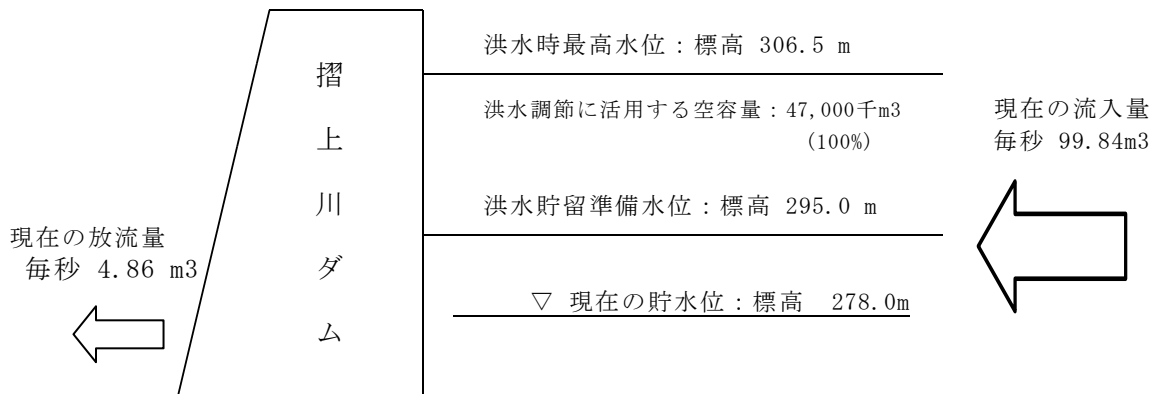 洪水時最高水位：標高 306.5 m
洪水調節に活用する空容量：47,000千m3
(100%)
現在の流入量
毎秒 99.84m3
摺
上
川
ダ
ム
洪水貯留準備水位：標高 295.0 m
現在の放流量
毎秒 4.86 m3
▽ 現在の貯水位：標高 278.0m